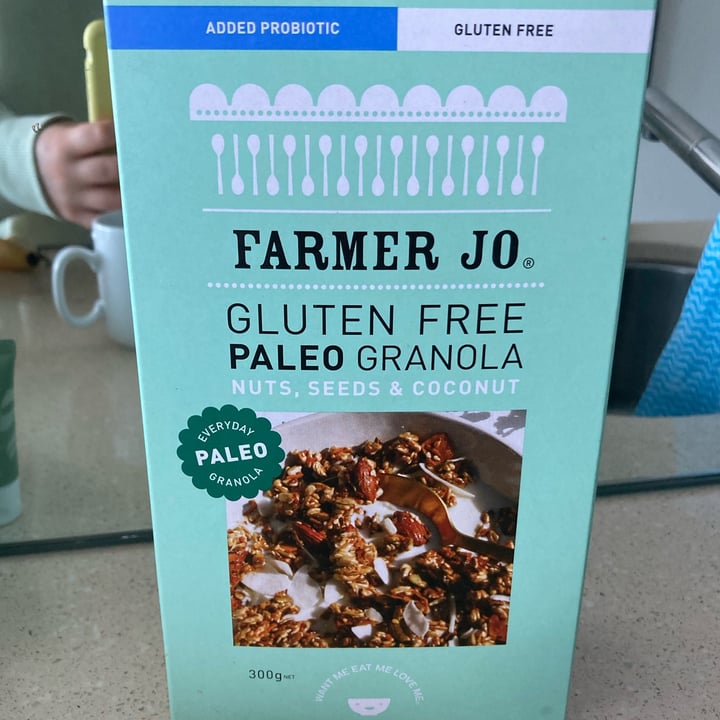 ADDED PROBIOTIC
GLUTEN FREE
FARMER JO®
GLUTEN FREE
PALEO GRANOLA
NUTS, SEEDS & COCONUT
EVERYDAY
PALEO
GRANOLA
300g NET
WANT ME EAT ME LOVE ME